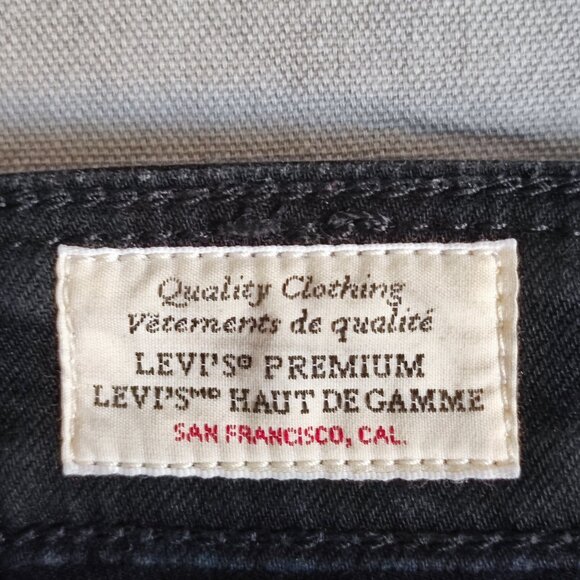 Quality Clothing
Vêtements de qualité
LEVI'S® PREMIUM
LEVI'Sᴹᴰ HAUT DE GAMME
SAN FRANCISCO, CAL.